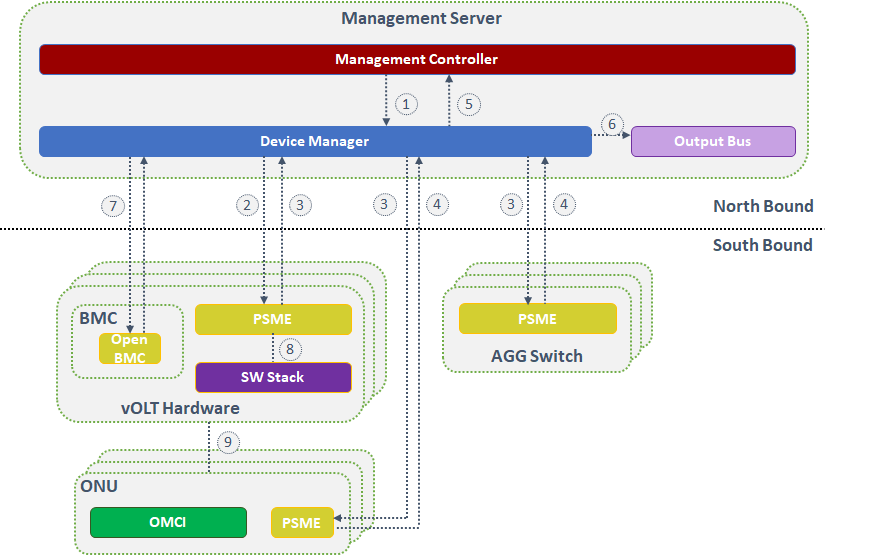 Management Server
Management Controller
1
5
6
Device Manager
Output Bus
7
2
3
3
4
3
4
North Bound
South Bound
BMC
PSME
PSME
Open
BMC
8
AGG Switch
SW Stack
vOLT Hardware
9
ONU
OMCI
PSME